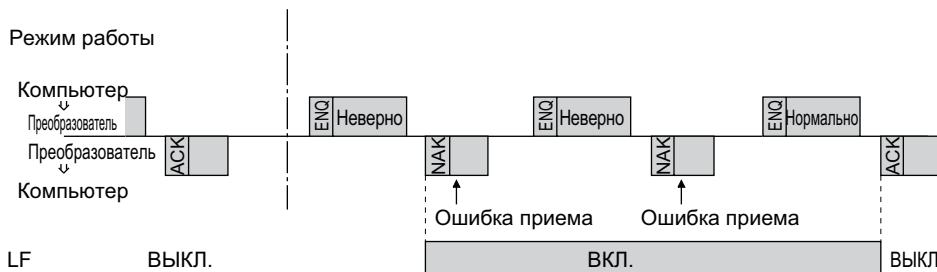 Режим работы
Компьютер
Преобразователь
ENQ Неверно
ENQ Неверно
ENQ Нормально
Преобразователь
ACK
NAK
NAK
ACK
Компьютер
Ошибка приема
Ошибка приема
LF ВЫКЛ. ВКЛ. ВЫКЛ